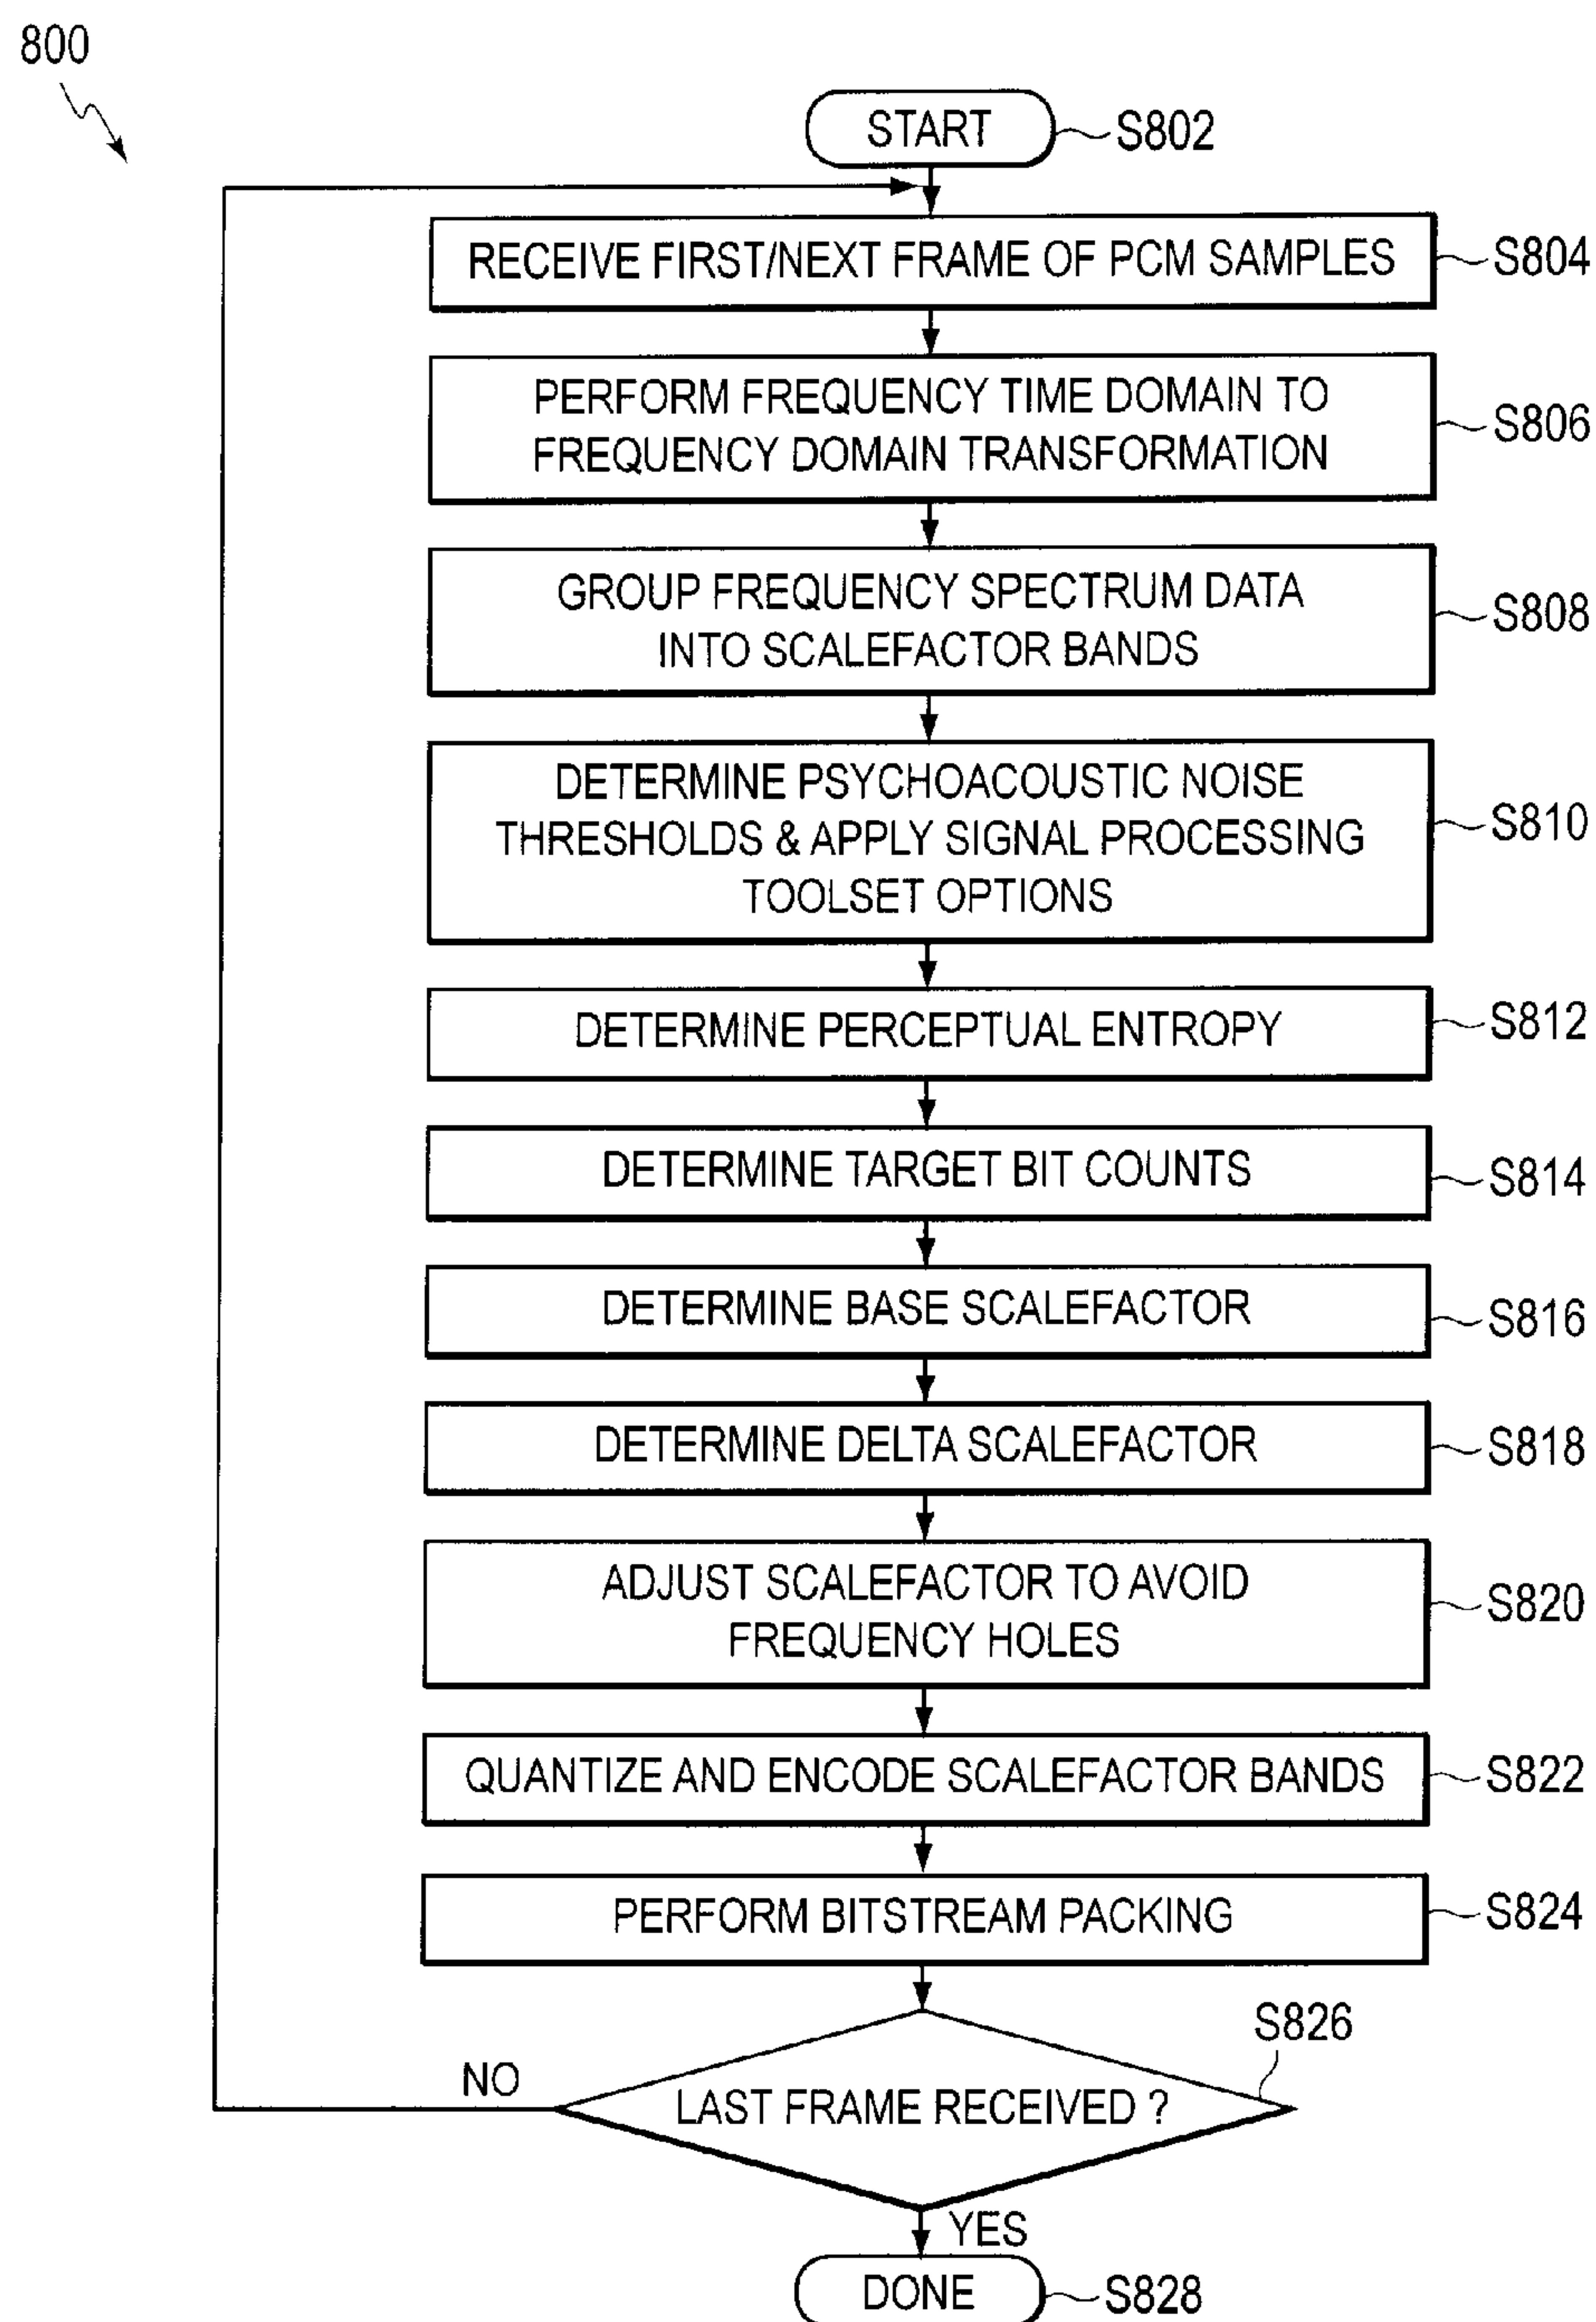 800
START
S802
RECEIVE FIRST/NEXT FRAME OF PCM SAMPLES
S804
PERFORM FREQUENCY TIME DOMAIN TO
FREQUENCY DOMAIN TRANSFORMATION
S806
GROUP FREQUENCY SPECTRUM DATA
INTO SCALEFACTOR BANDS
S808
DETERMINE PSYCHOACOUSTIC NOISE
THRESHOLDS & APPLY SIGNAL PROCESSING
TOOLSET OPTIONS
S810
DETERMINE PERCEPTUAL ENTROPY
S812
DETERMINE TARGET BIT COUNTS
S814
DETERMINE BASE SCALEFACTOR
S816
DETERMINE DELTA SCALEFACTOR
S818
ADJUST SCALEFACTOR TO AVOID
FREQUENCY HOLES
S820
QUANTIZE AND ENCODE SCALEFACTOR BANDS
S822
PERFORM BITSTREAM PACKING
S824
S826
NO
LAST FRAME RECEIVED ?
YES
DONE
S828